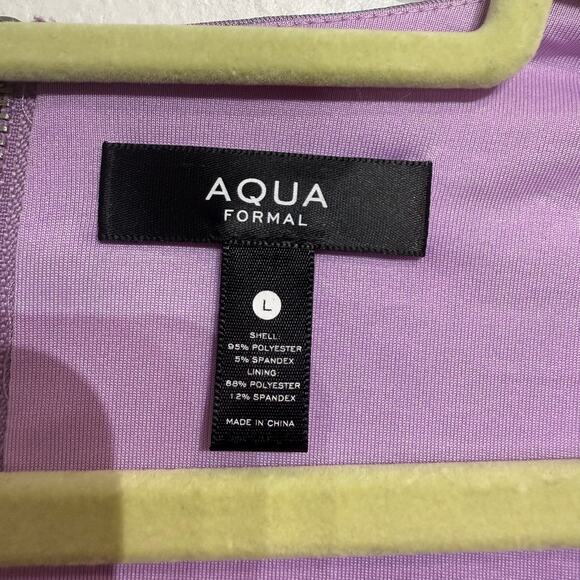 AQUA
FORMAL
L
SHELL:
95% POLYESTER
5% SPANDEX
LINING:
88% POLYESTER
12% SPANDEX
MADE IN CHINA